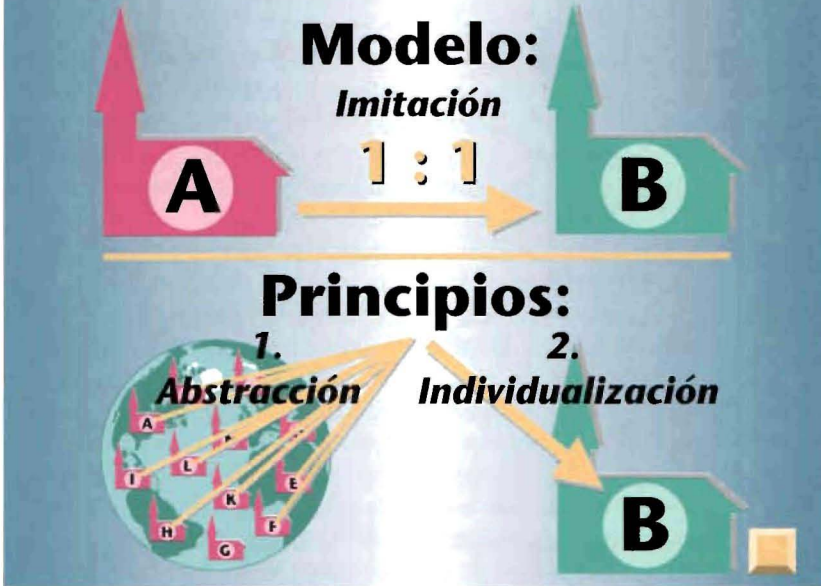 Modelo:
Imitación
1 : 1
A
B
Principios:
1.
Abstracción
2.
Individualización
A
I
L
K
E
H
F
G
B